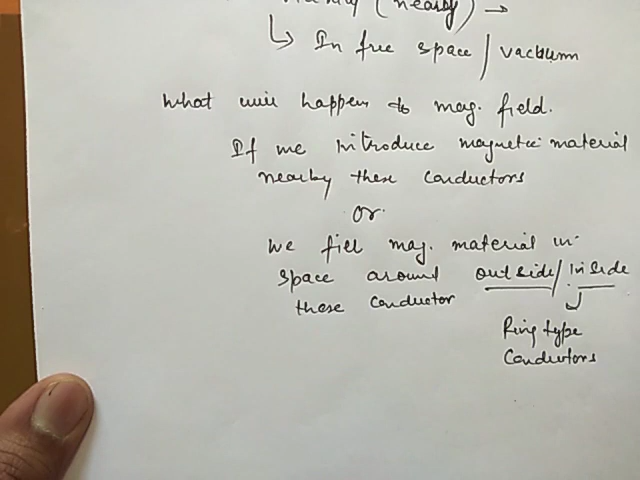 (nearby) →
↳ In free space / vacuum
What will happen to mag. field.
If we introduce magnetic material
nearby these conductors
or
we fill mag. material in
space around outside/inside
these conductor
Ring type
Conductors